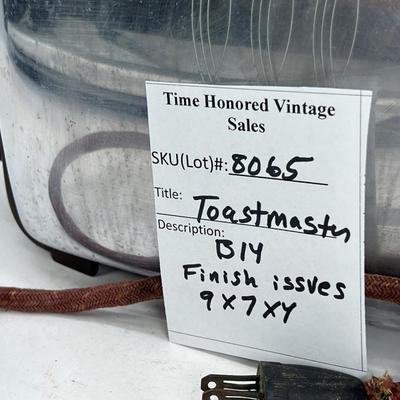 Time Honored Vintage
Sales
SKU(Lot)#: 8065
Title: Toastmaster
Description:
B14
Finish issues
9x7x4